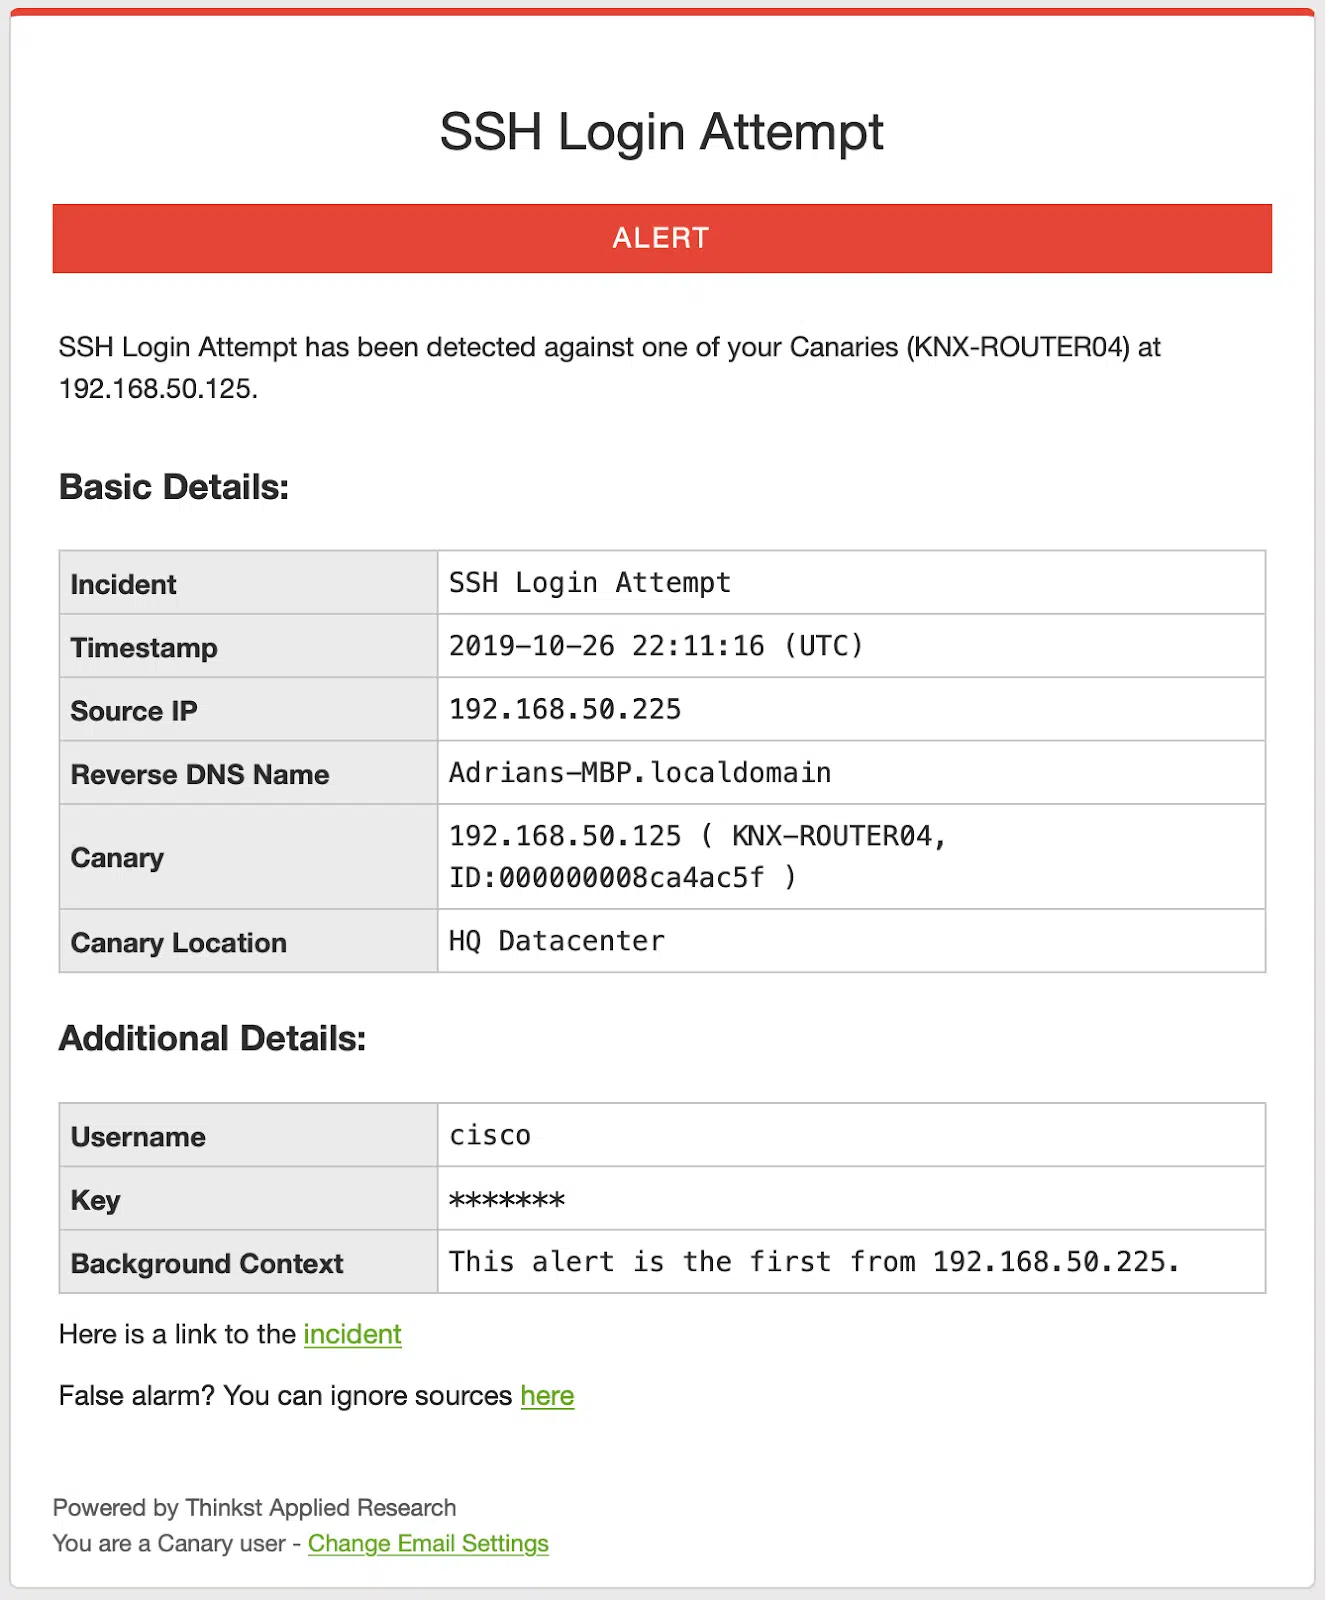 SSH Login Attempt
ALERT
SSH Login Attempt has been detected against one of your Canaries (KNX-ROUTER04) at
192.168.50.125.
Basic Details:
Incident SSH Login Attempt
Timestamp 2019-10-26 22:11:16 (UTC)
Source IP 192.168.50.225
Reverse DNS Name Adrians-MBP.localdomain
Canary 192.168.50.125 ( KNX-ROUTER04,
ID:000000008ca4ac5f )
Canary Location HQ Datacenter
Additional Details:
Username cisco
Key *******
Background Context This alert is the first from 192.168.50.225.
Here is a link to the incident
False alarm? You can ignore sources here
Powered by Thinkst Applied Research
You are a Canary user - Change Email Settings